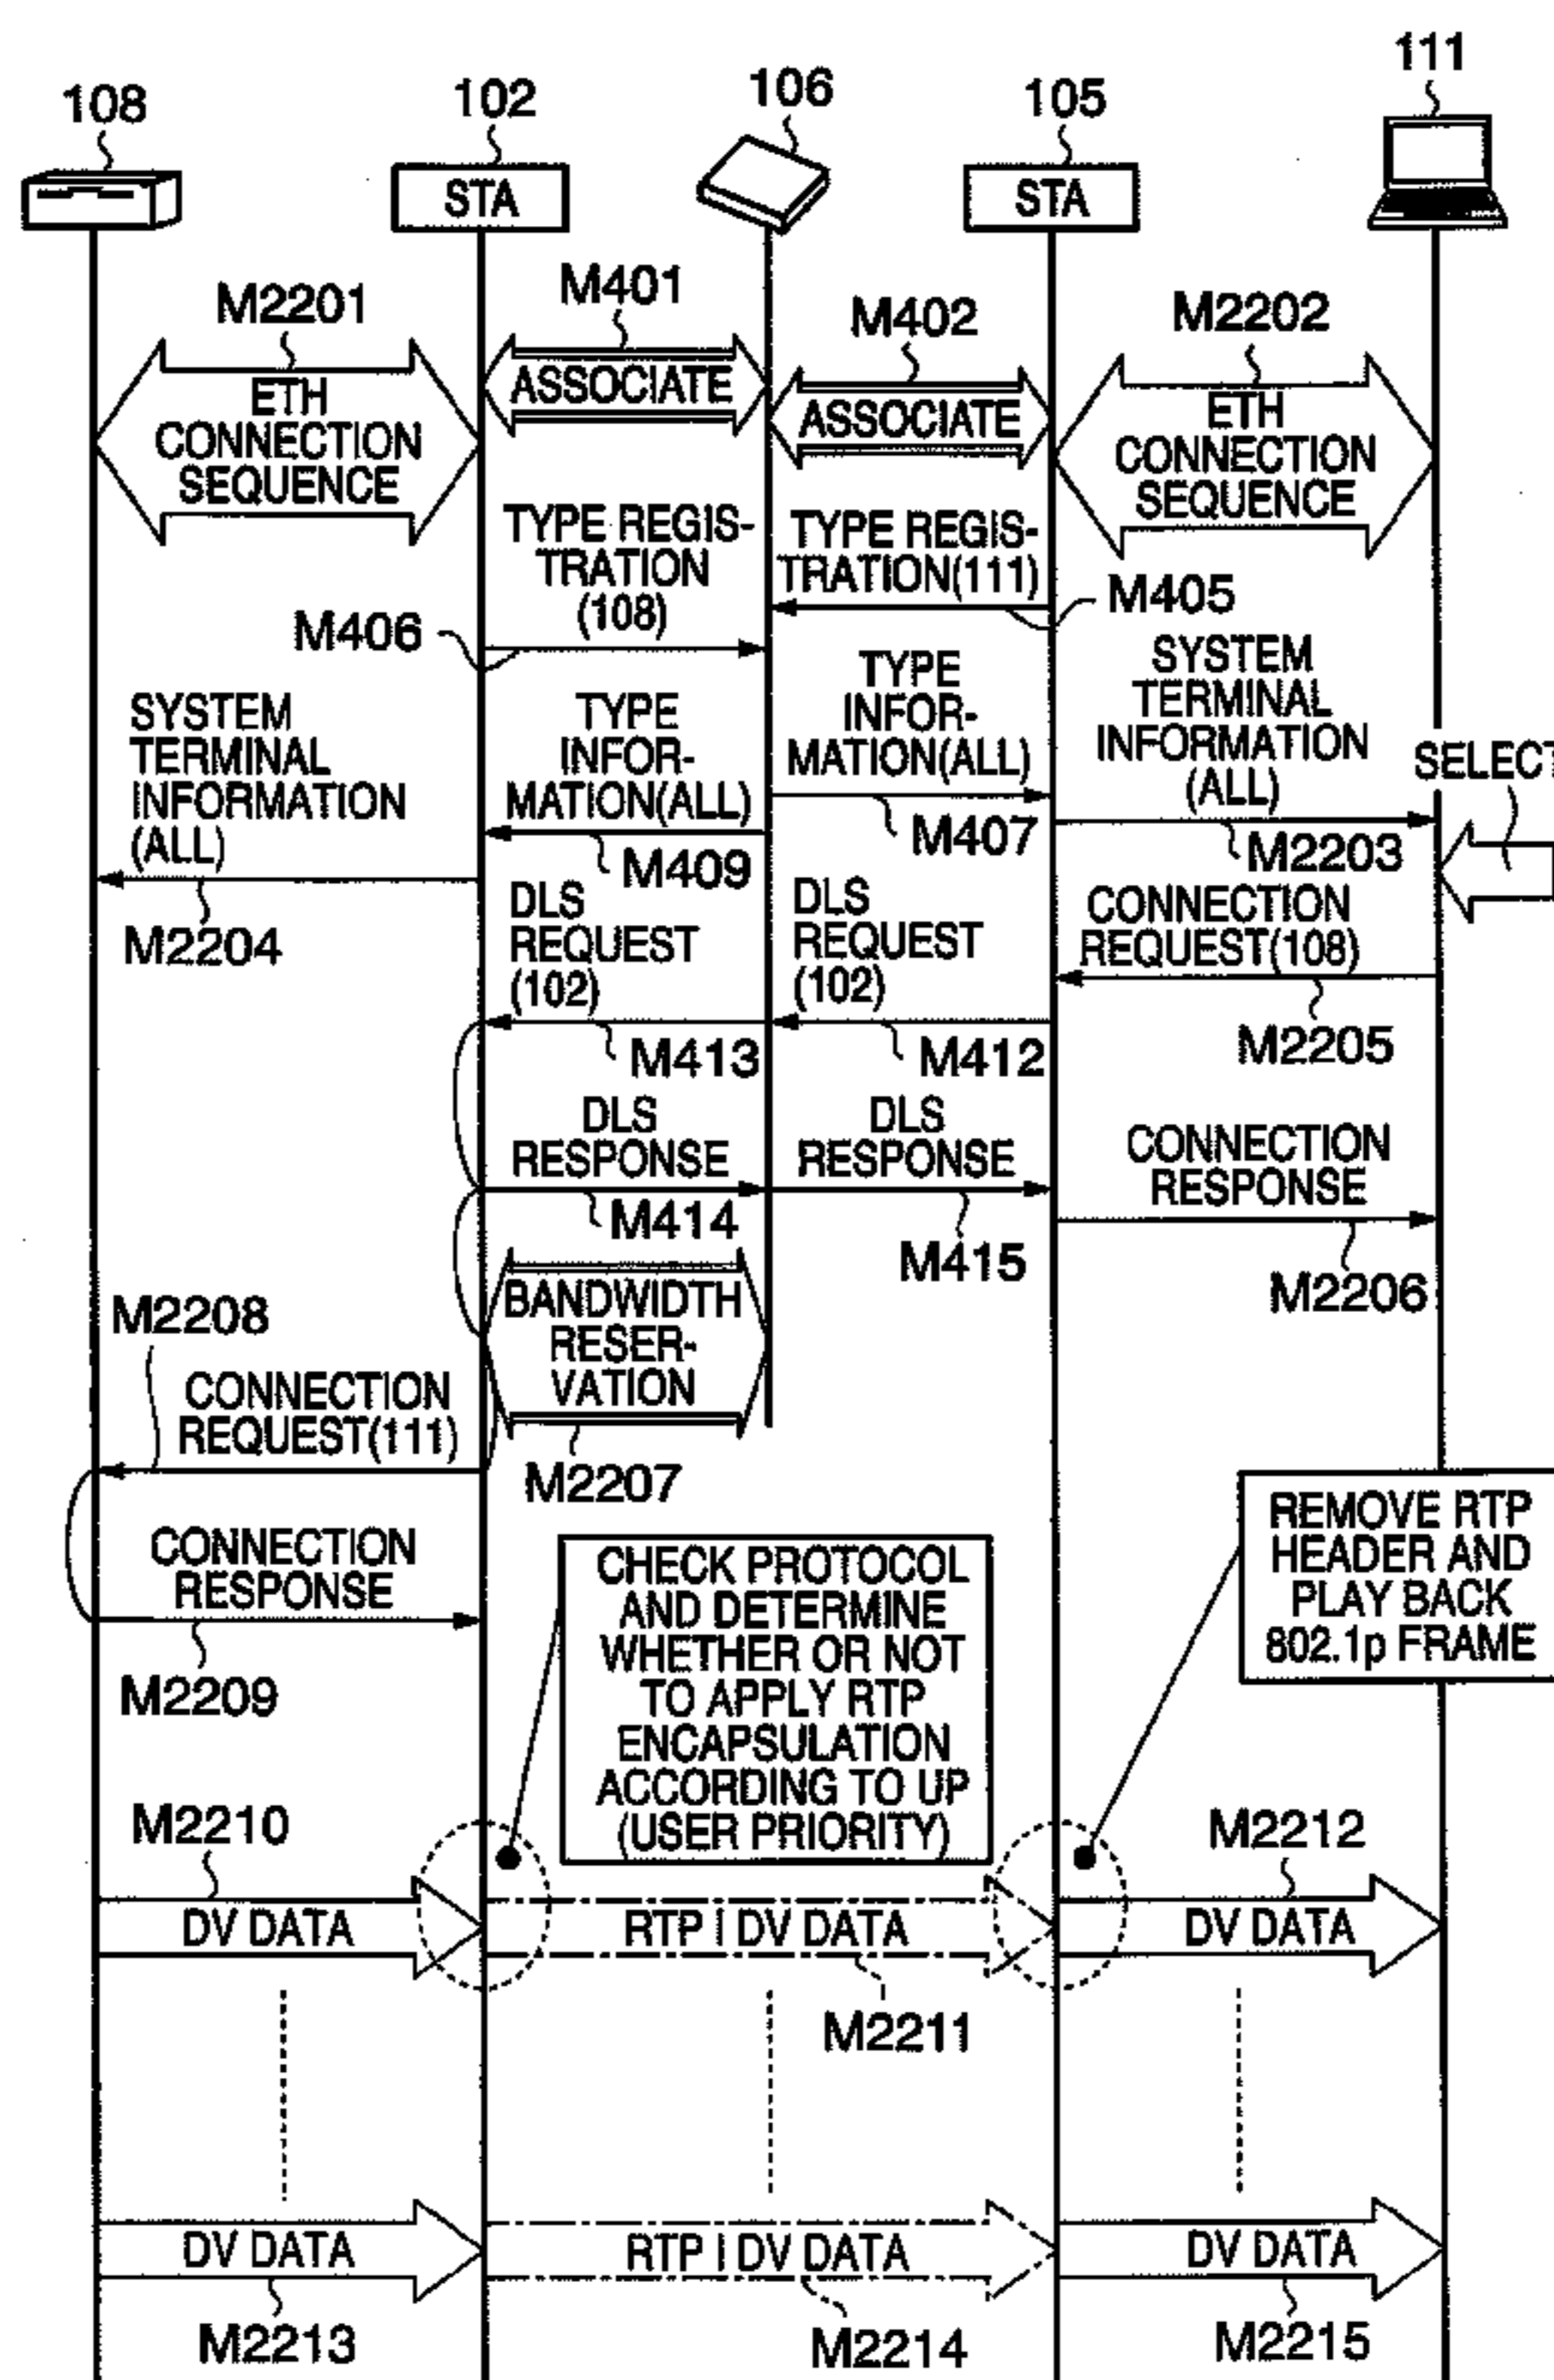 111
106
108
102
105
STA
STA
M401
M2201
M402
M2202
ASSOCIATE
ASSOCIATE
ETH
CONNECTION
SEQUENCE
ETH
CONNECTION
SEQUENCE
TYPE REGIS-
TRATION
(108)
TYPE REGIS-
TRATION(111)
M405
M406
SYSTEM
TERMINAL
INFORMATION
(ALL)
TYPE
INFOR-
MATION(ALL)
TYPE
INFOR-
MATION(ALL)
SYSTEM
TERMINAL
INFORMATION
(ALL)
SELECT
M407
M2203
M409
M2204
DLS
REQUEST
(102)
DLS
REQUEST
(102)
CONNECTION
REQUEST(108)
M413
M412
M2205
DLS
RESPONSE
DLS
RESPONSE
CONNECTION
RESPONSE
M414
M415
M2206
BANDWIDTH
RESER-
VATION
M2208
CONNECTION
REQUEST(111)
M2207
CONNECTION
RESPONSE
M2209
CHECK PROTOCOL
AND DETERMINE
WHETHER OR NOT
TO APPLY RTP
ENCAPSULATION
ACCORDING TO UP
(USER PRIORITY)
REMOVE RTP
HEADER AND
PLAY BACK
802.1p FRAME
M2210
M2212
DV DATA
RTP | DV DATA
DV DATA
M2211
DV DATA
RTP | DV DATA
DV DATA
M2213
M2214
M2215